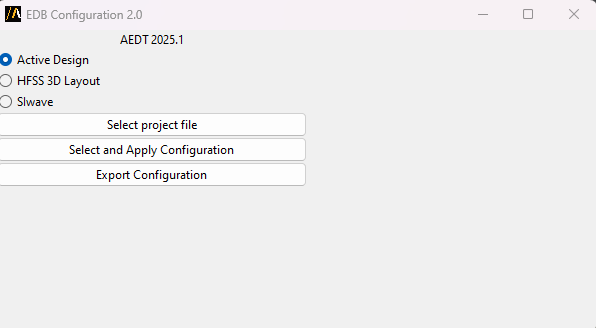 EDB Configuration 2.0
AEDT 2025.1
Active Design
HFSS 3D Layout
SIwave
Select project file
Select and Apply Configuration
Export Configuration